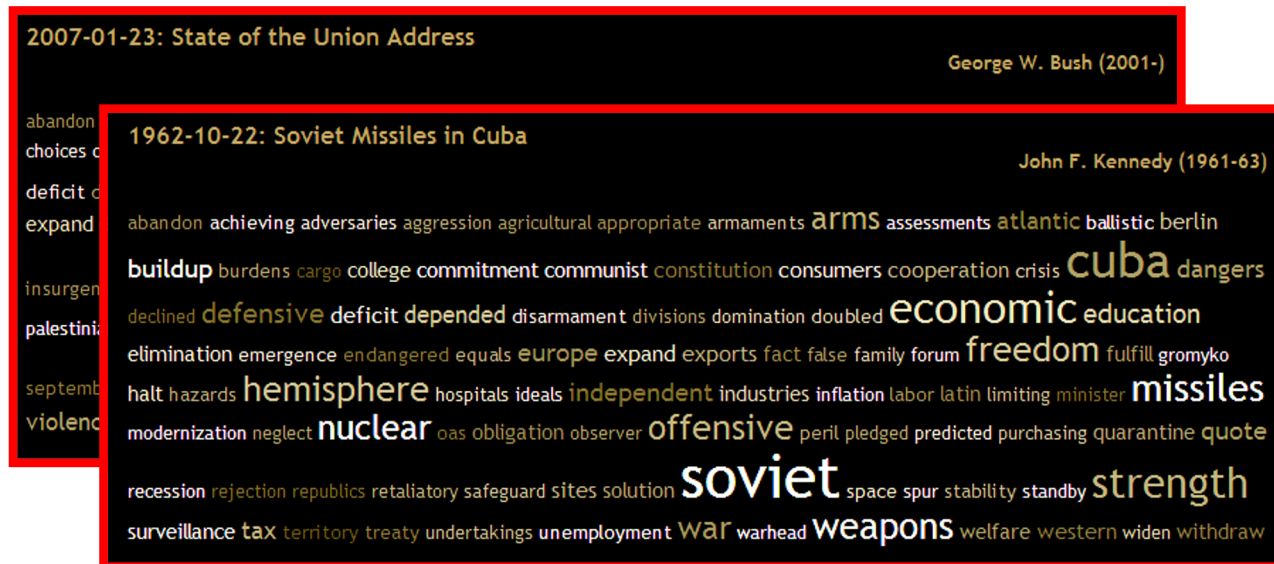 2007-01-23: State of the Union Address
George W. Bush (2001-)
abandon
choices
deficit
expand
palestinia
septemb
violenc
1962-10-22: Soviet Missiles in Cuba
John F. Kennedy (1961-63)
abandon achieving adversaries aggression agricultural appropriate armaments arms assessments atlantic ballistic berlin
buildup burdens cargo college commitment communist constitution consumers cooperation crisis cuba dangers
declined defensive deficit depended disarmament divisions domination doubled economic education
elimination emergence endangered equals europe expand exports fact false family forum freedom fulfill gromyko
halt hazards hemisphere hospitals ideals independent industries inflation labor latin limiting minister missiles
modernization neglect nuclear oas obligation observer offensive peril pledged predicted purchasing quarantine quote
recession rejection republics retaliatory safeguard sites solution soviet space spur stability standby strength
surveillance tax territory treaty undertakings unemployment war warhead weapons welfare western widen withdraw